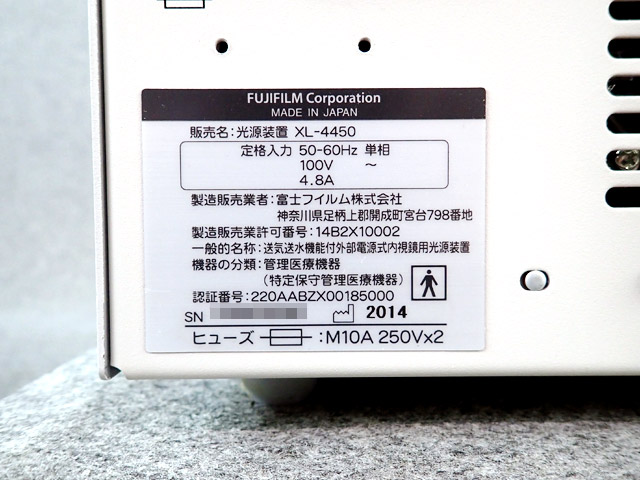 FUJIFILM Corporation
MADE IN JAPAN
販売名:光源装置 XL-4450
定格入力 50-60Hz 単相
100V ～
4.8A
製造販売業者:富士フイルム株式会社
神奈川県足柄上郡開成町宮台798番地
製造販売業許可番号:14B2X10002
一般的名称:送気送水機能付外部電源式内視鏡用光源装置
機器の分類:管理医療機器
(特定保守管理医療機器)
認証番号:220AABZX00185000
SN
2014
ヒューズ :M10A 250Vx2